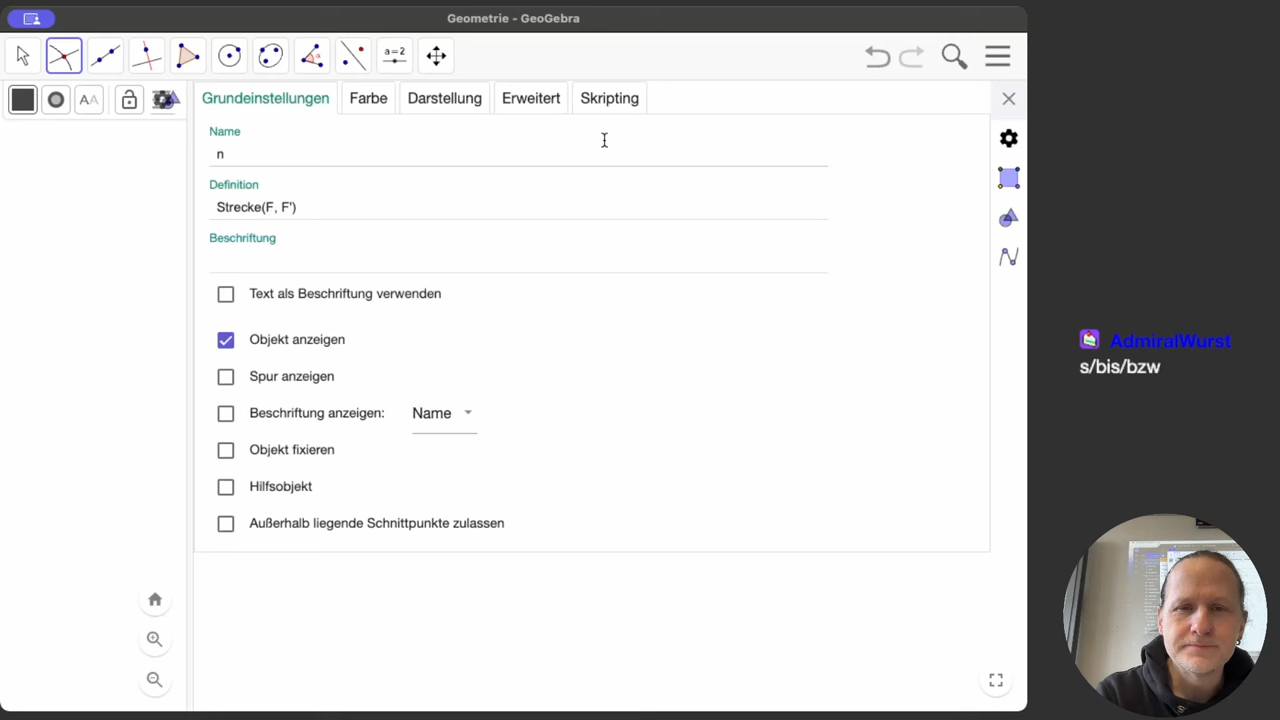 Geometrie - GeoGebra
a=2
AA
Grundeinstellungen
Farbe
Darstellung
Erweitert
Skripting
Name
n
Definition
Strecke(F, F')
Beschriftung
Text als Beschriftung verwenden
Objekt anzeigen
Spur anzeigen
Beschriftung anzeigen: Name
Objekt fixieren
Hilfsobjekt
Außerhalb liegende Schnittpunkte zulassen
AdmiralWurst
s/bis/bzw